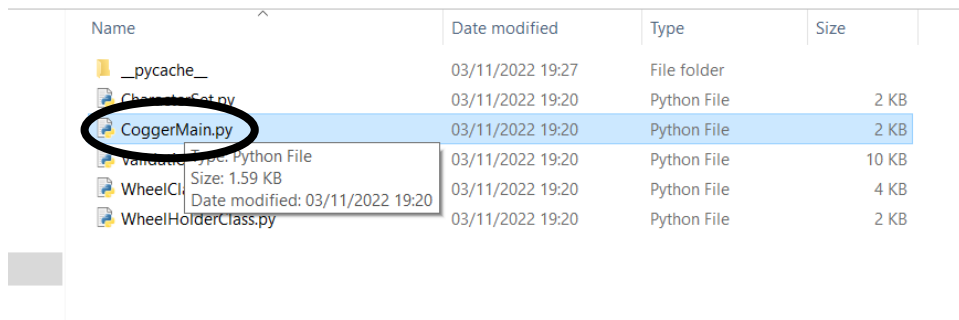 Name Date modified Type Size
__pycache__ 03/11/2022 19:27 File folder
CharacterSet.py 03/11/2022 19:20 Python File 2 KB
CoggerMain.py 03/11/2022 19:20 Python File 2 KB
03/11/2022 19:20 Python File 10 KB
Type: Python File
Size: 1.59 KB
WheelCl 03/11/2022 19:20 Python File 4 KB
Date modified: 03/11/2022 19:20
WheelHolderClass.py 03/11/2022 19:20 Python File 2 KB